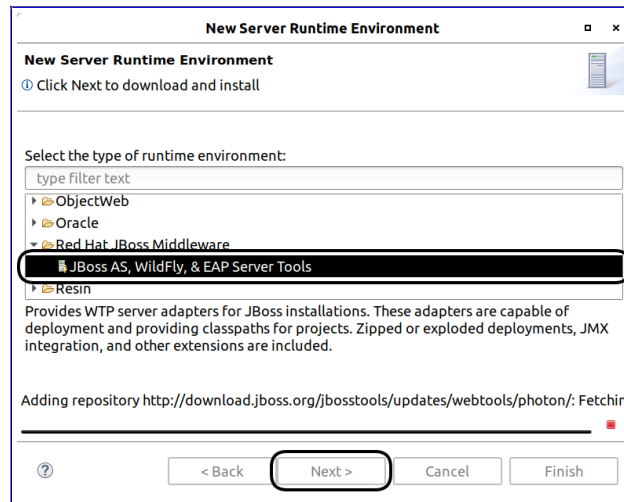 New Server Runtime Environment
New Server Runtime Environment
Click Next to download and install
Select the type of runtime environment:
type filter text
ObjectWeb
Oracle
Red Hat JBoss Middleware
JBoss AS, WildFly, & EAP Server Tools
Resin
Provides WTP server adapters for JBoss installations. These adapters are capable of
deployment and providing classpaths for projects. Zipped or exploded deployments, JMX
integration, and other extensions are included.
Adding repository http://download.jboss.org/jbosstools/updates/webtools/photon/: Fetchin
< Back Next > Cancel Finish